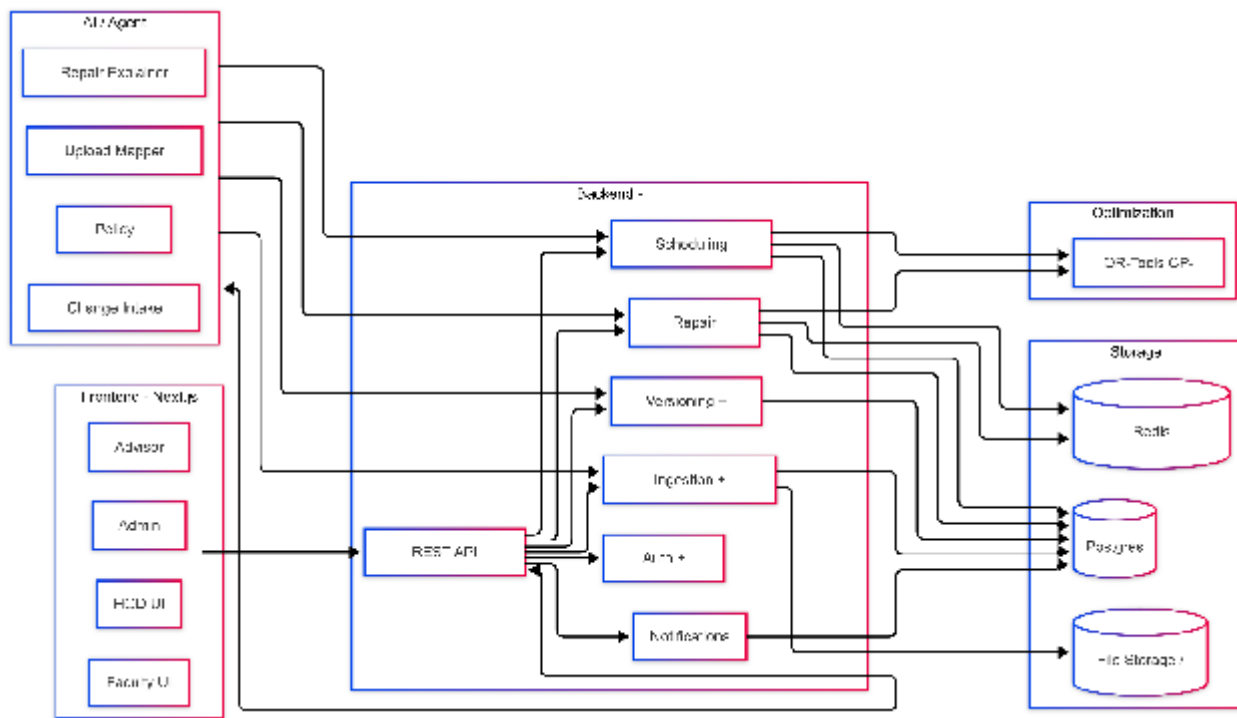 AI / Agent
Repair Explainer
Upload Mapper
Policy
Change Intake
Frontend - Next.js
Advisor
Admin
HOD UI
Faculty UI
Backend -
Scheduling
Repair
Versioning +
Ingestion +
REST API
Auth +
Notifications
Optimization
OR-Tools CP-
Storage
Redis
Postgres
File Storage /